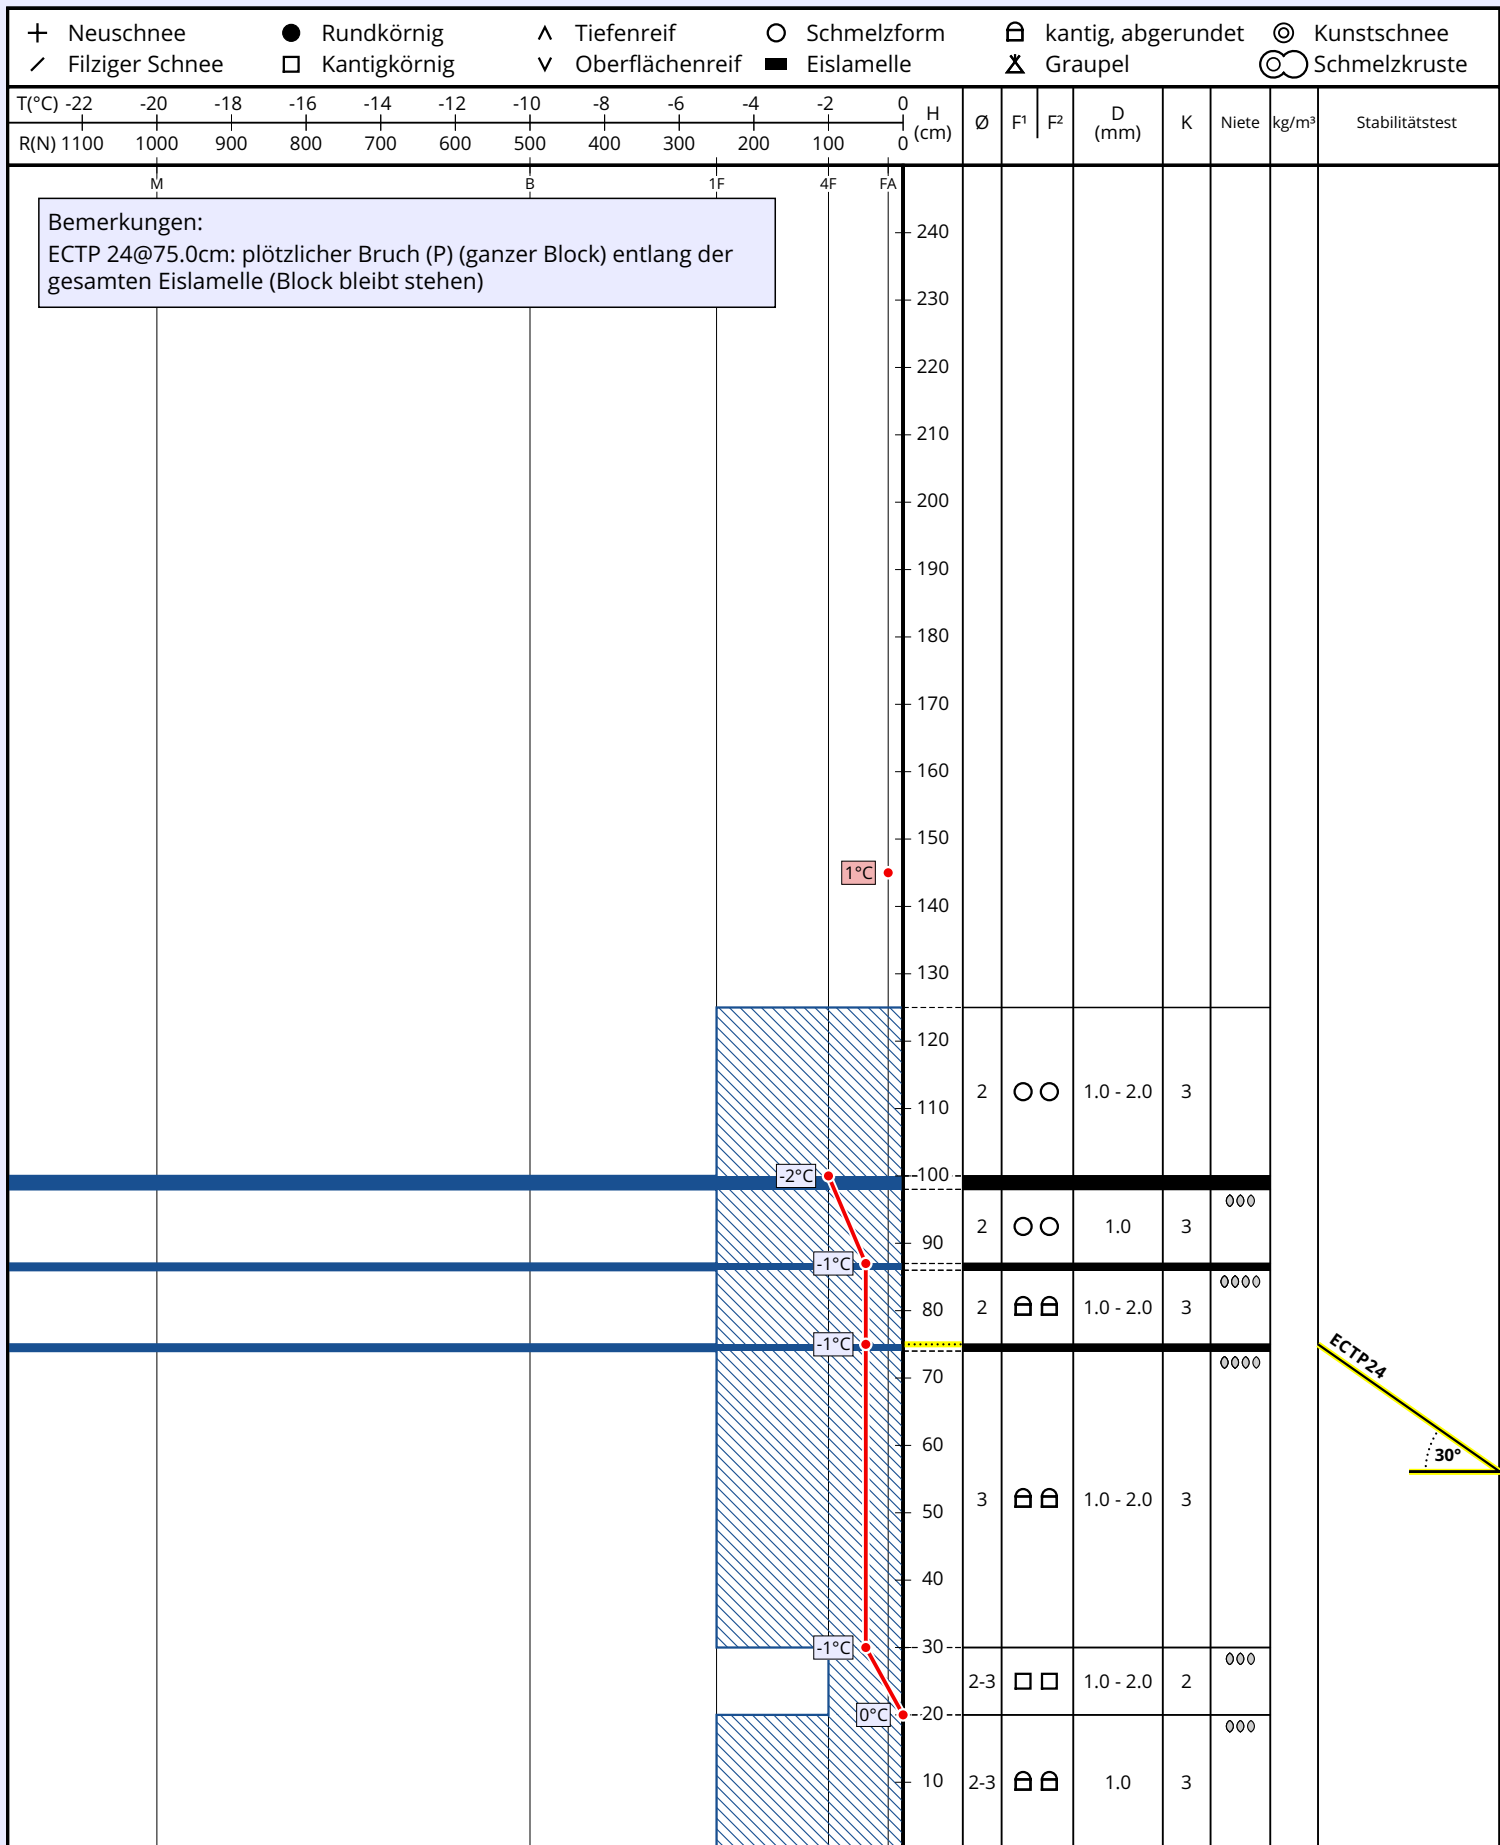 Neuschnee Rundkörnig Tiefenreif Schmelzform kantig, abgerundet Kunstschnee
Filziger Schnee Kantigkörnig Oberflächenreif Eislamelle Graupel Schmelzkruste
T(°C) -22 -20 -18 -16 -14 -12 -10 -8 -6 -4 -2 0
R(N) 1100 1000 900 800 700 600 500 400 300 200 100 0
H (cm) Ø F¹ F² D (mm) K Niete kg/m³ Stabilitätstest
M B 1F 4F FA
Bemerkungen:
ECTP 24@75.0cm: plötzlicher Bruch (P) (ganzer Block) entlang der
gesamten Eislamelle (Block bleibt stehen)
240
230
220
210
200
190
180
170
160
150
1°C
140
130
120
2 1.0 - 2.0 3
110
-2°C 100
2 1.0 3
90
-1°C
80 2 1.0 - 2.0 3
-1°C
ECTP24
70
60
30°
50 3 1.0 - 2.0 3
40
-1°C 30
2-3 1.0 - 2.0 2
0°C 20
10 2-3 1.0 3